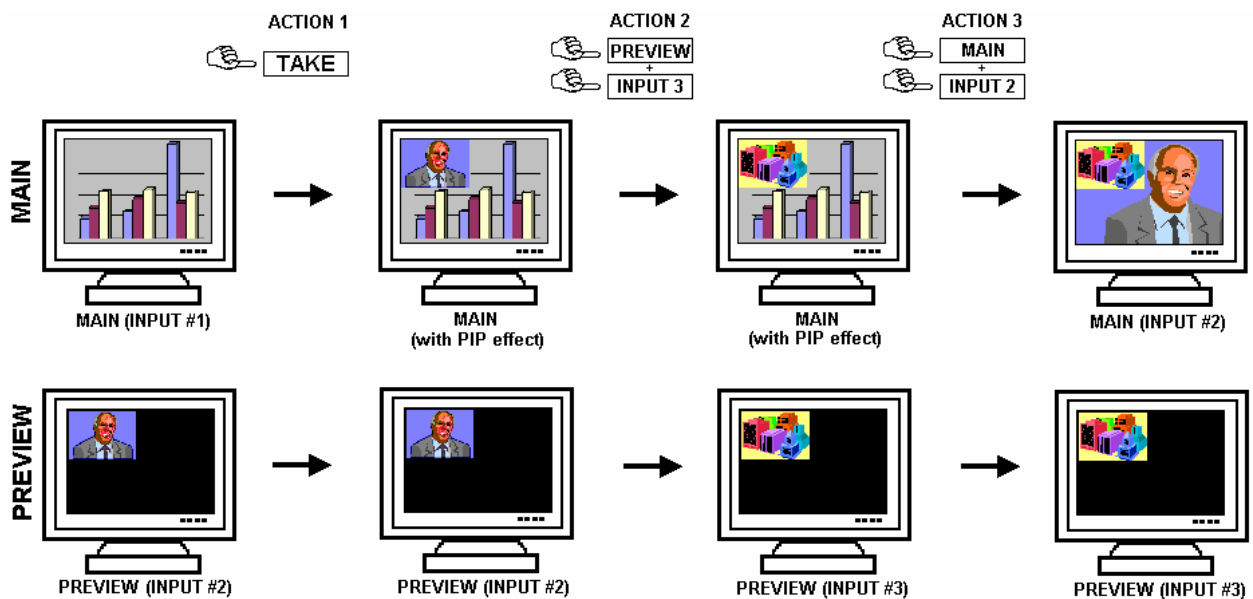 ACTION 1
TAKE
ACTION 2
PREVIEW
+
INPUT 3
ACTION 3
MAIN
+
INPUT 2
MAIN
MAIN (INPUT #1)
MAIN
(with PIP effect)
MAIN
(with PIP effect)
MAIN (INPUT #2)
PREVIEW
PREVIEW (INPUT #2)
PREVIEW (INPUT #2)
PREVIEW (INPUT #3)
PREVIEW (INPUT #3)